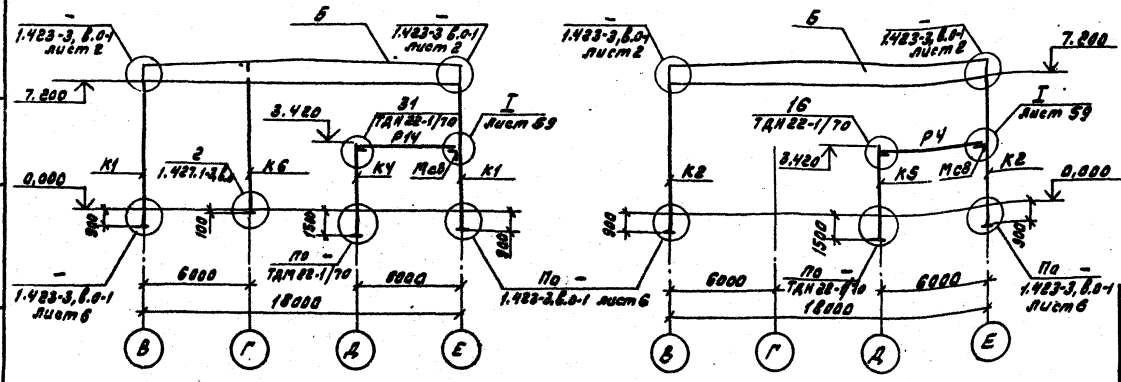 –
1.423-3, в.0-1
лист 2
Б
–
1.423-3 в.0-1
лист 2
7.200
3.420
31
ТДМ 22-1/70
Р14
I
лист 59
К1
2
К6
К4
Мс8
К1
0,000
900
100
1500
900
–
1.423-3, в.0-1
лист 6
По –
ТДМ 22-1/70
По –
1.423-3, в.0-1 лист 6
6000
6000
18000
В
Г
Д
Е
–
1.423-3, в.0-1
лист 2
Б
–
1.423-3, в.0-1
лист 2
7.200
16
ТДМ 22-1/70
Р4
I
лист 59
3.420
К2
К5
Мс8
К2
0,000
900
1500
900
По –
ТДМ 22-1/70
По –
1.423-3, в.0-1
лист 6
6000
6000
18000
В
Г
Д
Е